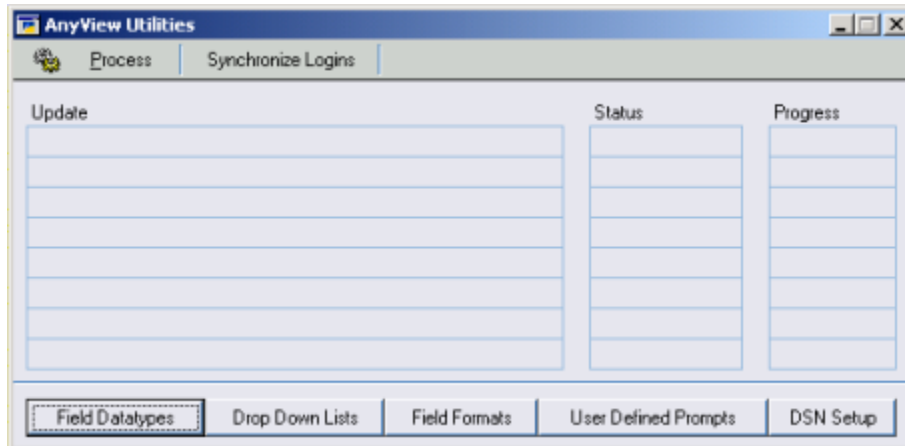 AnyView Utilities
Process Synchronize Logins
Update Status Progress
Field Datatypes Drop Down Lists Field Formats User Defined Prompts DSN Setup